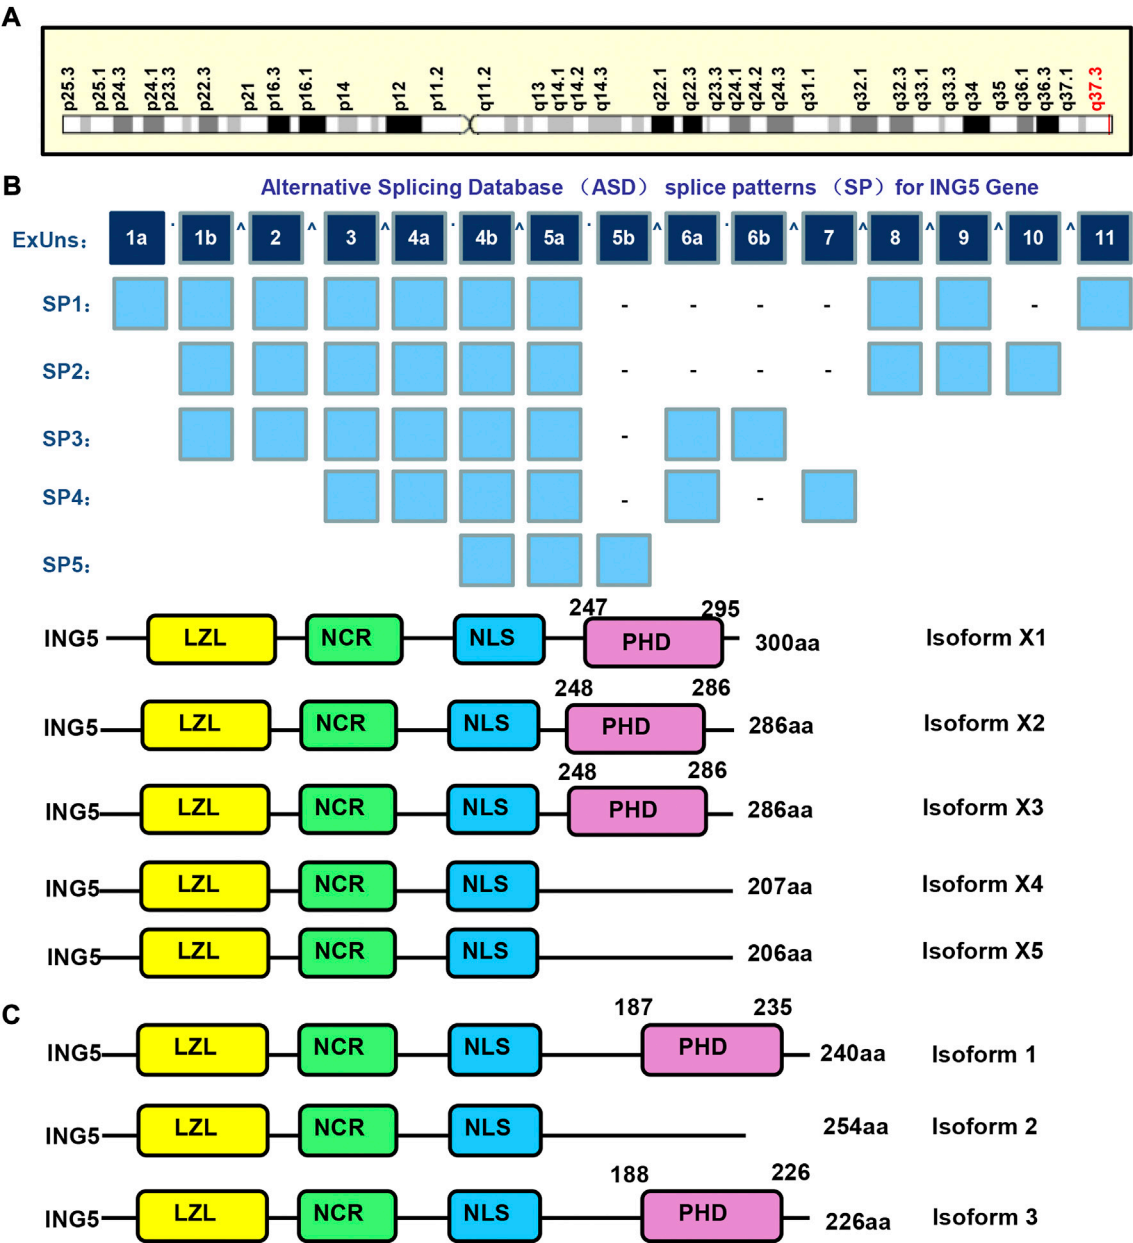 A
p25.3 p25.1 p24.3 p24.1 p23.3 p22.3 p21 p16.3 p16.1 p14 p12 p11.2 q11.2 q13 q14.1 q14.2 q14.3 q22.1 q22.3 q23.3 q24.1 q24.2 q24.3 q31.1 q32.1 q32.3 q33.1 q33.3 q34 q35 q36.1 q36.3 q37.1 q37.3
B
Alternative Splicing Database （ASD） splice patterns （SP）for ING5 Gene
ExUns: 1a · 1b ^ 2 ^ 3 ^ 4a · 4b ^ 5a · 5b ^ 6a · 6b ^ 7 ^ 8 ^ 9 ^ 10 ^ 11
SP1: - - - - -
SP2: - - - -
SP3: -
SP4: - -
SP5:
247 295
ING5 LZL NCR NLS PHD 300aa Isoform X1
248 286
ING5 LZL NCR NLS PHD 286aa Isoform X2
248 286
ING5 LZL NCR NLS PHD 286aa Isoform X3
ING5 LZL NCR NLS 207aa Isoform X4
ING5 LZL NCR NLS 206aa Isoform X5
C
187 235
ING5 LZL NCR NLS PHD 240aa Isoform 1
ING5 LZL NCR NLS 254aa Isoform 2
188 226
ING5 LZL NCR NLS PHD 226aa Isoform 3